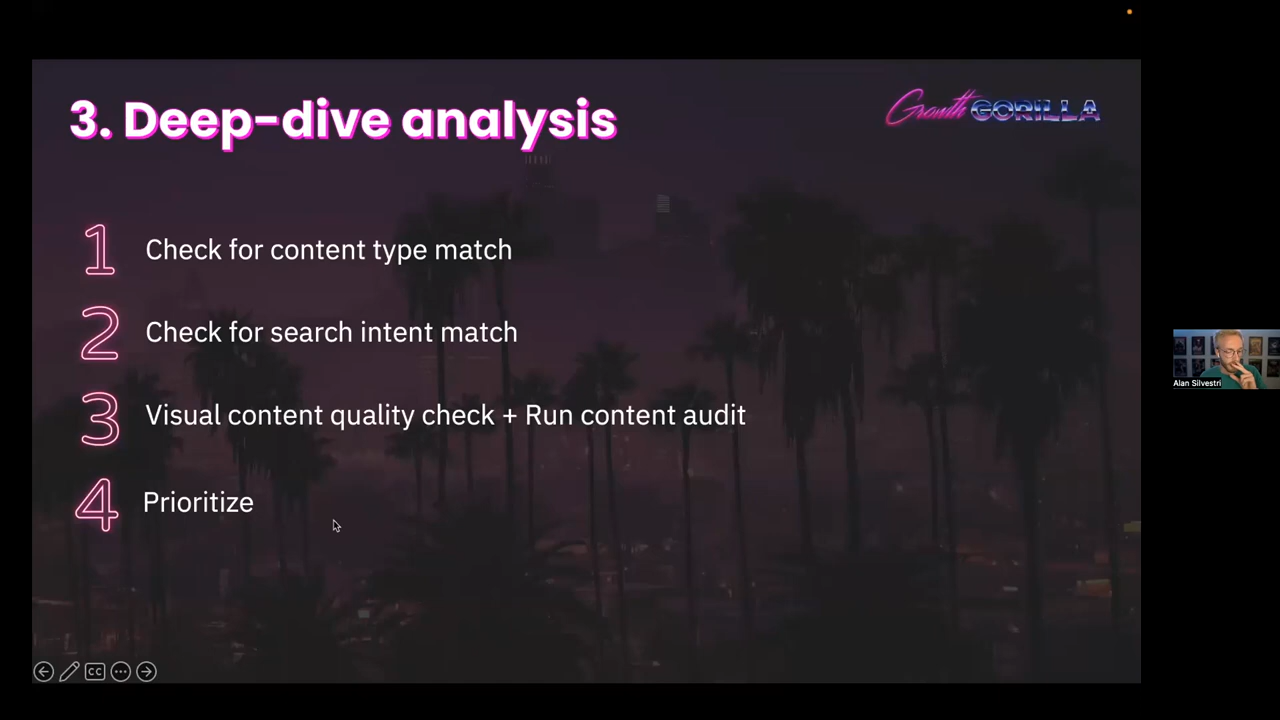 3. Deep-dive analysis
Growth GORILLA
1 Check for content type match
2 Check for search intent match
3 Visual content quality check + Run content audit
4 Prioritize
CC
Alan Silvestri